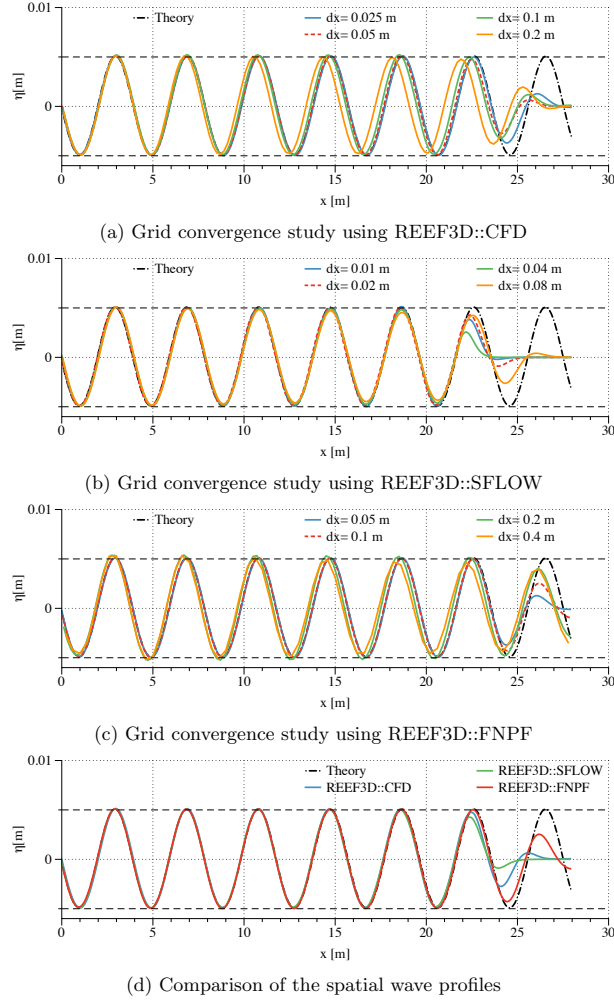 0.01
Theory
dx= 0.025 m
dx= 0.1 m
dx= 0.05 m
dx= 0.2 m
η[m]
0
0 5 10 15 20 25 30
x [m]
(a) Grid convergence study using REEF3D::CFD
0.01
Theory
dx= 0.01 m
dx= 0.04 m
dx= 0.02 m
dx= 0.08 m
η[m]
0
0 5 10 15 20 25 30
x [m]
(b) Grid convergence study using REEF3D::SFLOW
0.01
Theory
dx= 0.05 m
dx= 0.2 m
dx= 0.1 m
dx= 0.4 m
η[m]
0
0 5 10 15 20 25 30
x [m]
(c) Grid convergence study using REEF3D::FNPF
0.01
Theory
REEF3D::SFLOW
REEF3D::CFD
REEF3D::FNPF
η[m]
0
0 5 10 15 20 25 30
x [m]
(d) Comparison of the spatial wave profiles